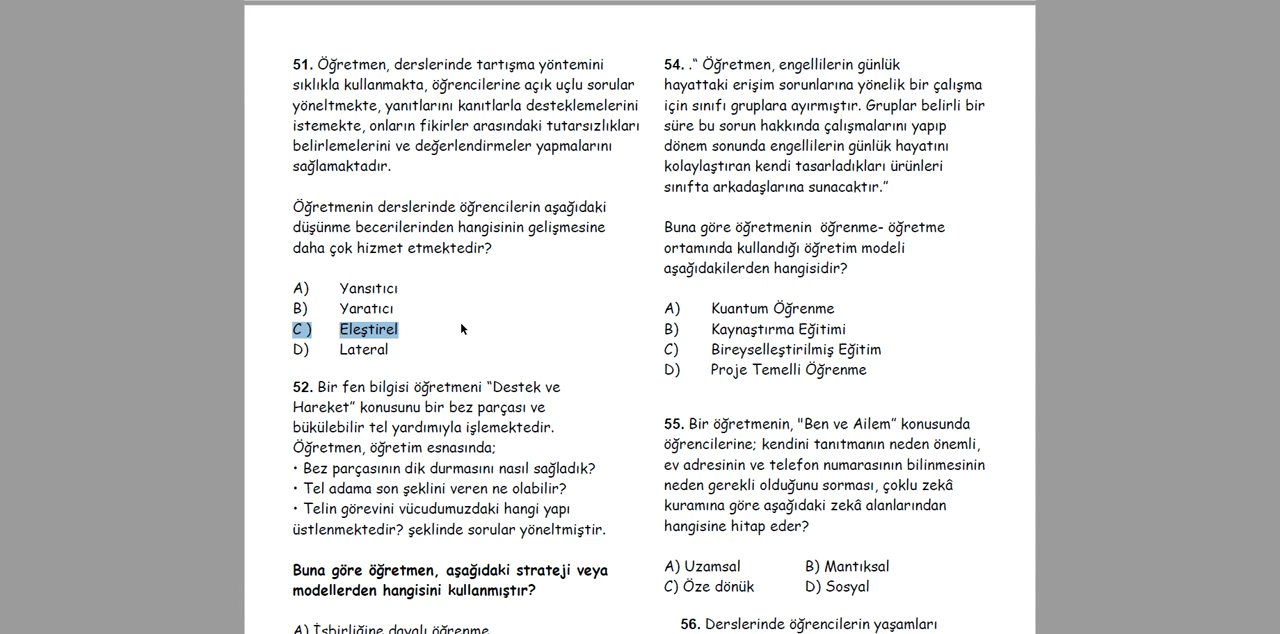 51. Öğretmen, derslerinde tartışma yöntemini
sıklıkla kullanmakta, öğrencilerine açık uçlu sorular
yöneltmekte, yanıtlarını kanıtlarla desteklemelerini
istemekte, onların fikirler arasındaki tutarsızlıkları
belirlemelerini ve değerlendirmeler yapmalarını
sağlamaktadır.
Öğretmenin derslerinde öğrencilerin aşağıdaki
düşünme becerilerinden hangisinin gelişmesine
daha çok hizmet etmektedir?
A) Yansıtıcı
B) Yaratıcı
C ) Eleştirel
D) Lateral
52. Bir fen bilgisi öğretmeni “Destek ve
Hareket” konusunu bir bez parçası ve
bükülebilir tel yardımıyla işlemektedir.
Öğretmen, öğretim esnasında;
• Bez parçasının dik durmasını nasıl sağladık?
• Tel adama son şeklini veren ne olabilir?
• Telin görevini vücudumuzdaki hangi yapı
üstlenmektedir? şeklinde sorular yöneltmiştir.
Buna göre öğretmen, aşağıdaki strateji veya
modellerden hangisini kullanmıştır?
A) İşbirliğine dayalı öğrenme
54. .“ Öğretmen, engellilerin günlük
hayattaki erişim sorunlarına yönelik bir çalışma
için sınıfı gruplara ayırmıştır. Gruplar belirli bir
süre bu sorun hakkında çalışmalarını yapıp
dönem sonunda engellilerin günlük hayatını
kolaylaştıran kendi tasarladıkları ürünleri
sınıfta arkadaşlarına sunacaktır.”
Buna göre öğretmenin öğrenme- öğretme
ortamında kullandığı öğretim modeli
aşağıdakilerden hangisidir?
A) Kuantum Öğrenme
B) Kaynaştırma Eğitimi
C) Bireyselleştirilmiş Eğitim
D) Proje Temelli Öğrenme
55. Bir öğretmenin, "Ben ve Ailem” konusunda
öğrencilerine; kendini tanıtmanın neden önemli,
ev adresinin ve telefon numarasının bilinmesinin
neden gerekli olduğunu sorması, çoklu zekâ
kuramına göre aşağıdaki zekâ alanlarından
hangisine hitap eder?
A) Uzamsal B) Mantıksal
C) Öze dönük D) Sosyal
56. Derslerinde öğrencilerin yaşamları